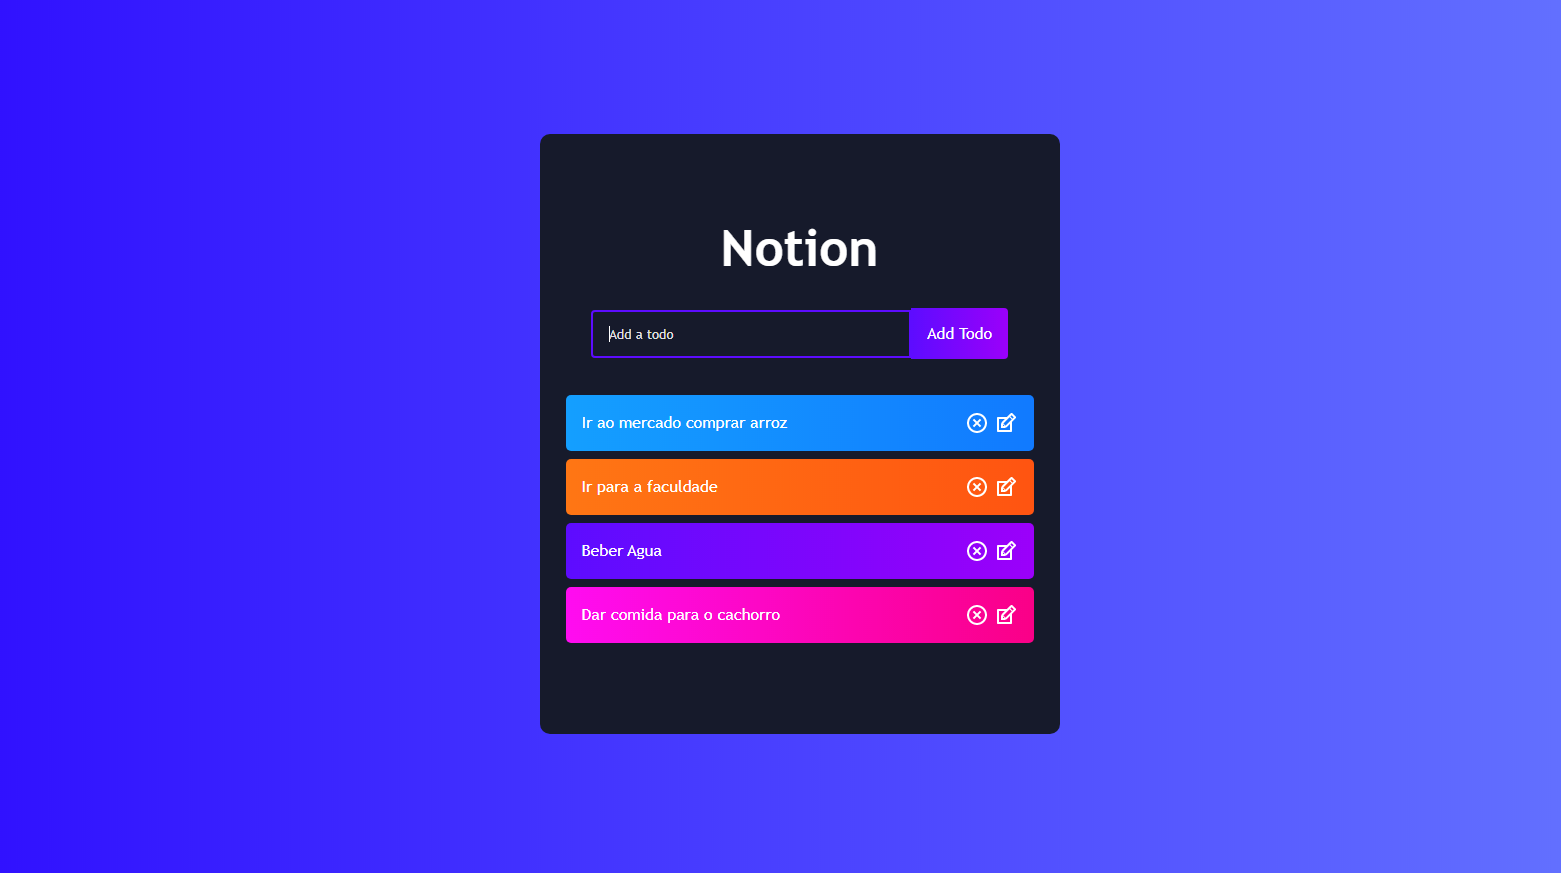 Notion
Add a todo
Add Todo
Ir ao mercado comprar arroz
Ir para a faculdade
Beber Agua
Dar comida para o cachorro